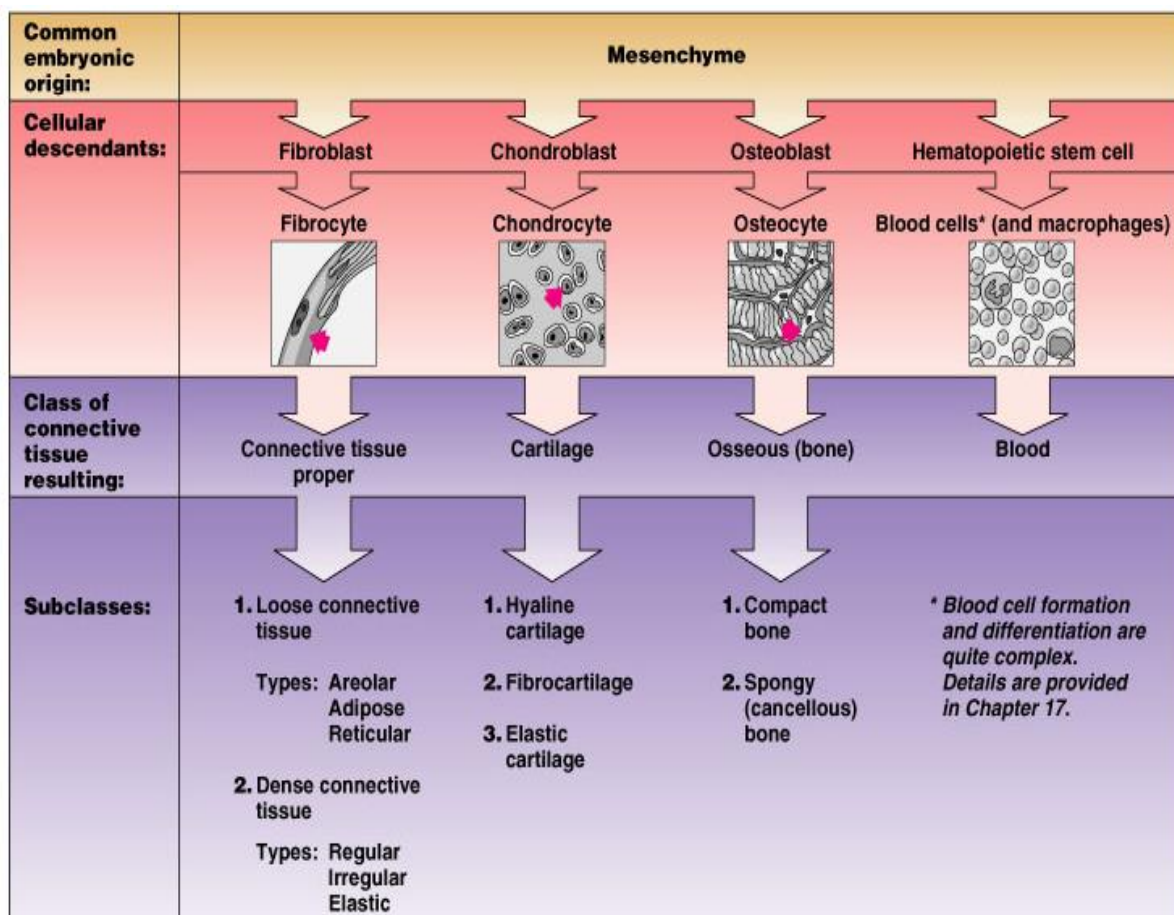 Common
embryonic
origin:
Mesenchyme
Cellular
descendants:
Fibroblast
Chondroblast
Osteoblast
Hematopoietic stem cell
Fibrocyte
Chondrocyte
Osteocyte
Blood cells* (and macrophages)
Class of
connective
tissue
resulting:
Connective tissue
proper
Cartilage
Osseous (bone)
Blood
Subclasses:
1. Loose connective
tissue
Types: Areolar
Adipose
Reticular
2. Dense connective
tissue
Types: Regular
Irregular
Elastic
1. Hyaline
cartilage
2. Fibrocartilage
3. Elastic
cartilage
1. Compact
bone
2. Spongy
(cancellous)
bone
* Blood cell formation
and differentiation are
quite complex.
Details are provided
in Chapter 17.